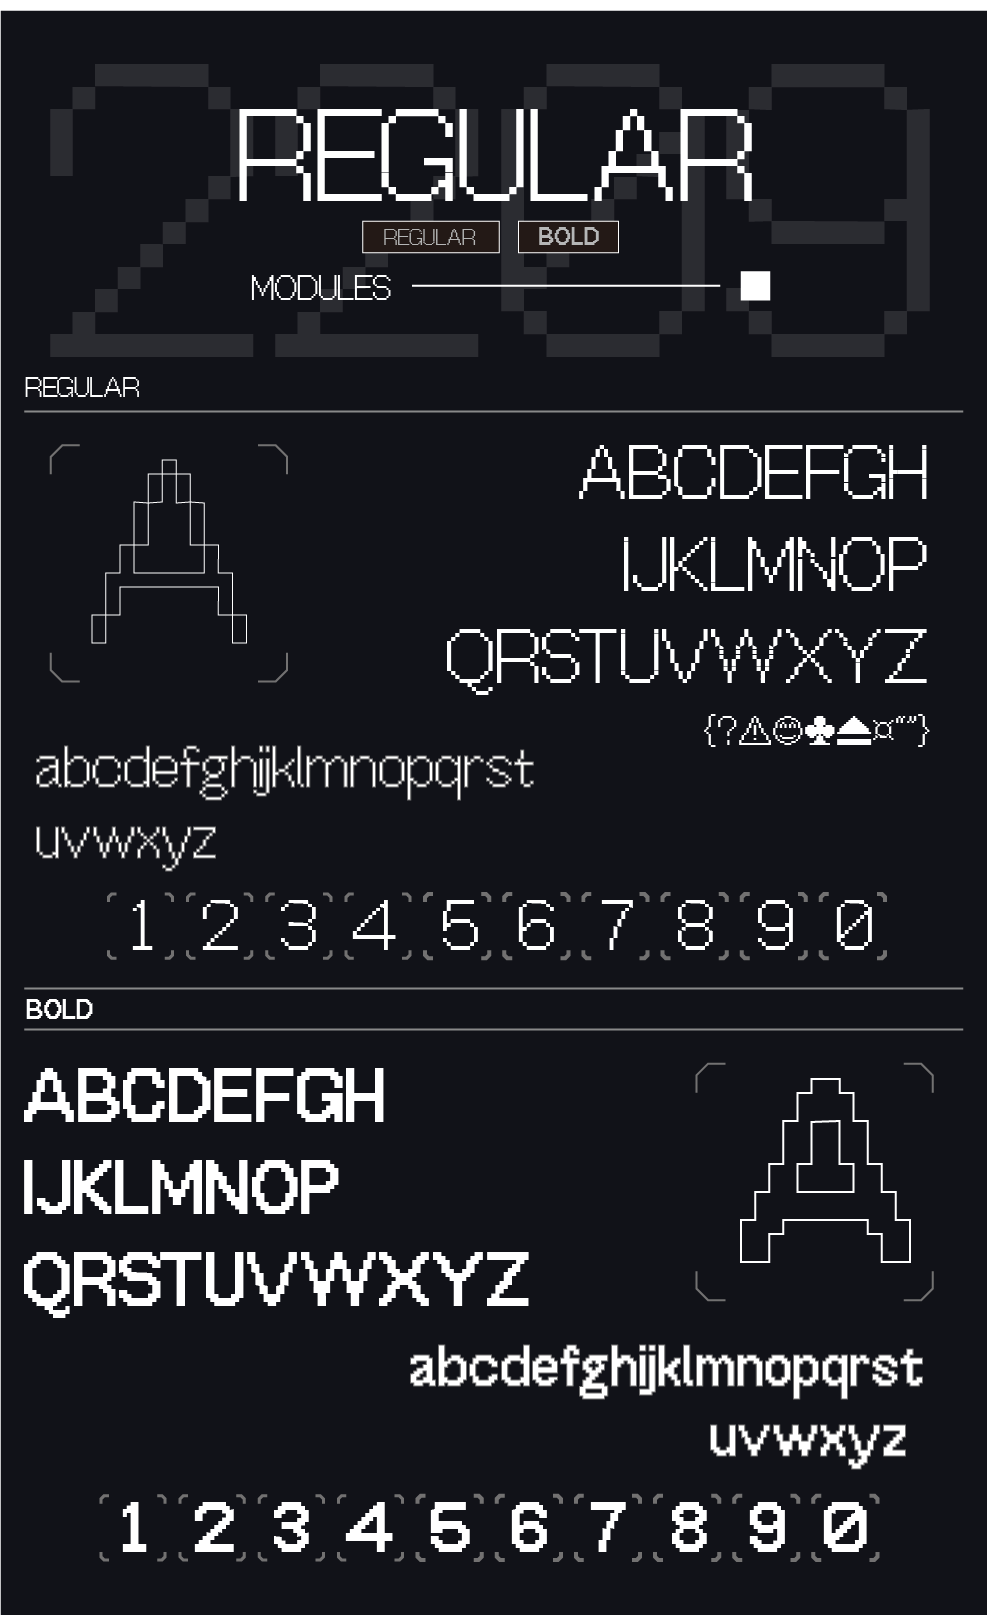 2209
REGULAR
REGULAR BOLD
MODULES
REGULAR
A
ABCDEFGH
IJKLMNOP
QRSTUVWXYZ
{?⚠☺♣⏏¤“”}
abcdefghijklmnopqrst
uvwxyz
1 2 3 4 5 6 7 8 9 0
BOLD
ABCDEFGH
IJKLMNOP
QRSTUVWXYZ
A
abcdefghijklmnopqrst
uvwxyz
1 2 3 4 5 6 7 8 9 0